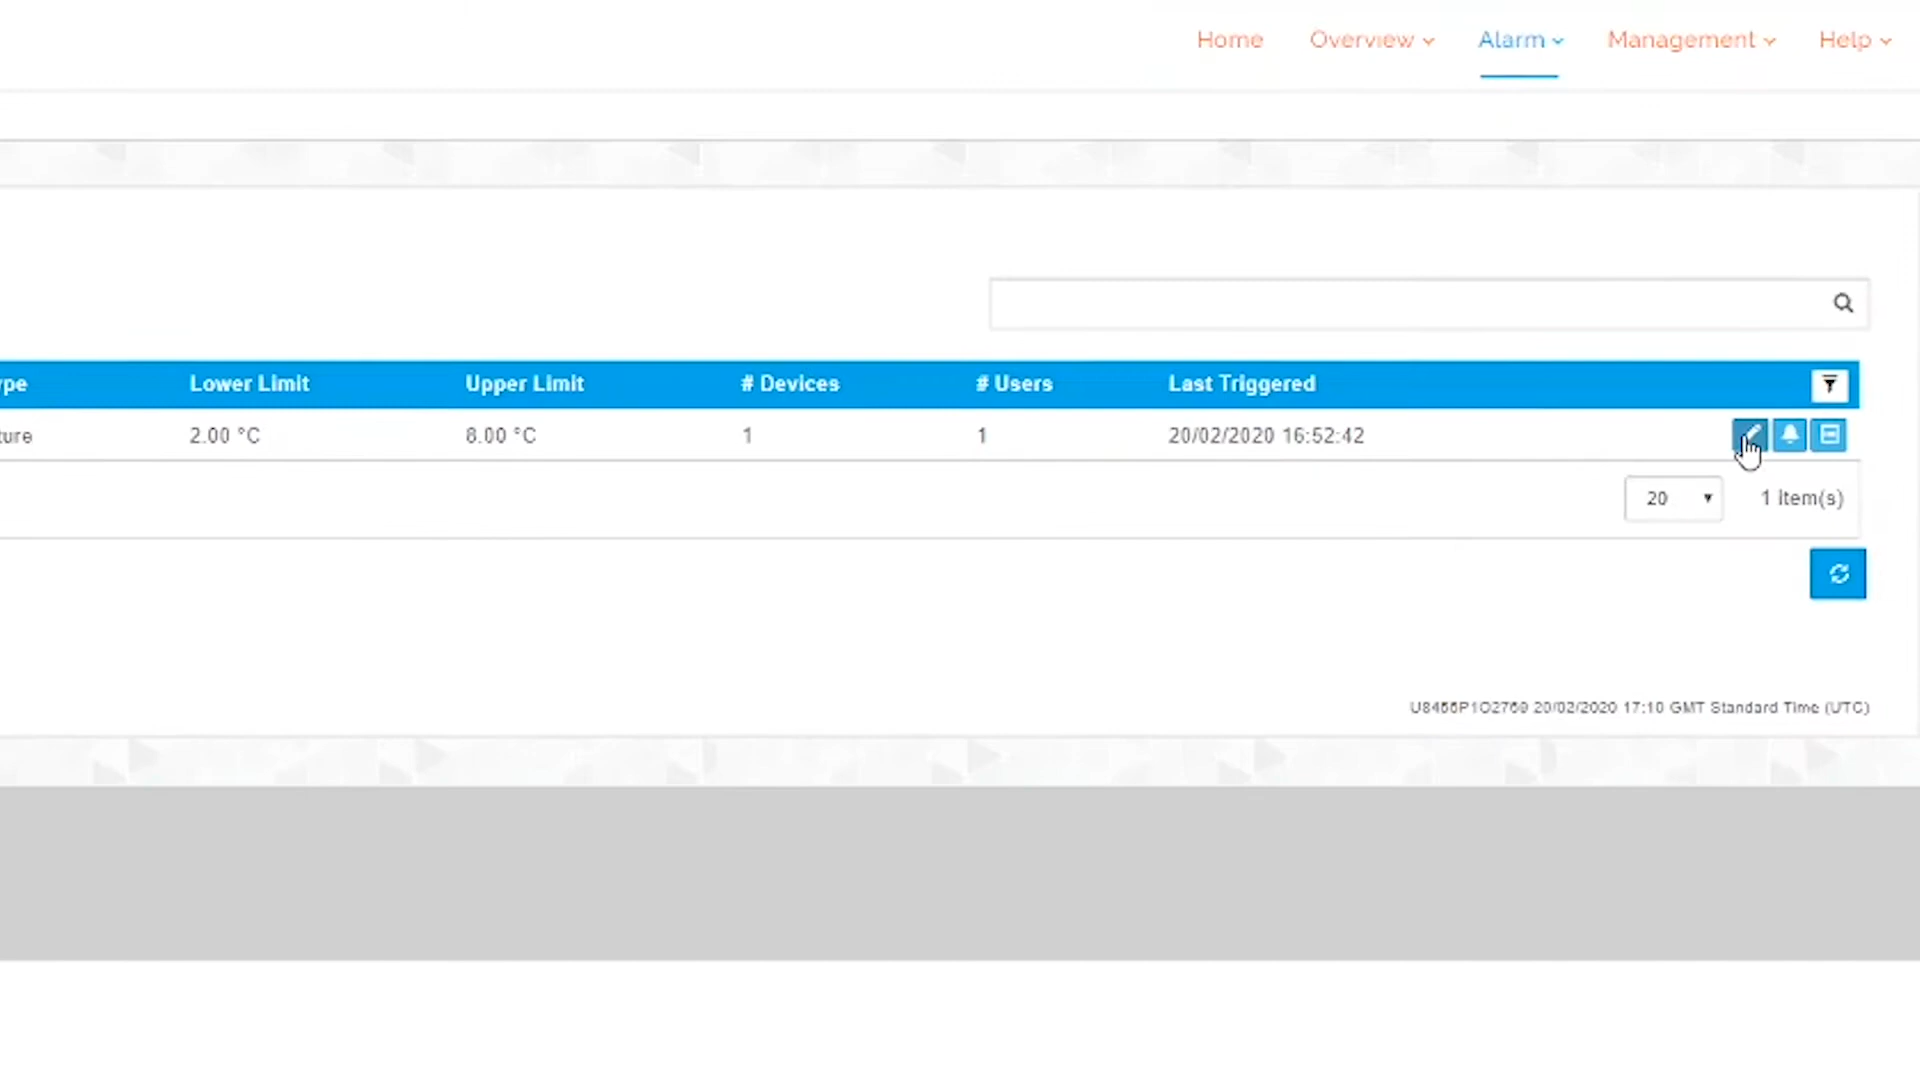 Home Overview Alarm Management Help
ype Lower Limit Upper Limit # Devices # Users Last Triggered
ture 2.00 °C 8.00 °C 1 1 20/02/2020 16:52:42
20 1 Item(s)
20/02/2020 17:10 GMT Standard Time (UTC)